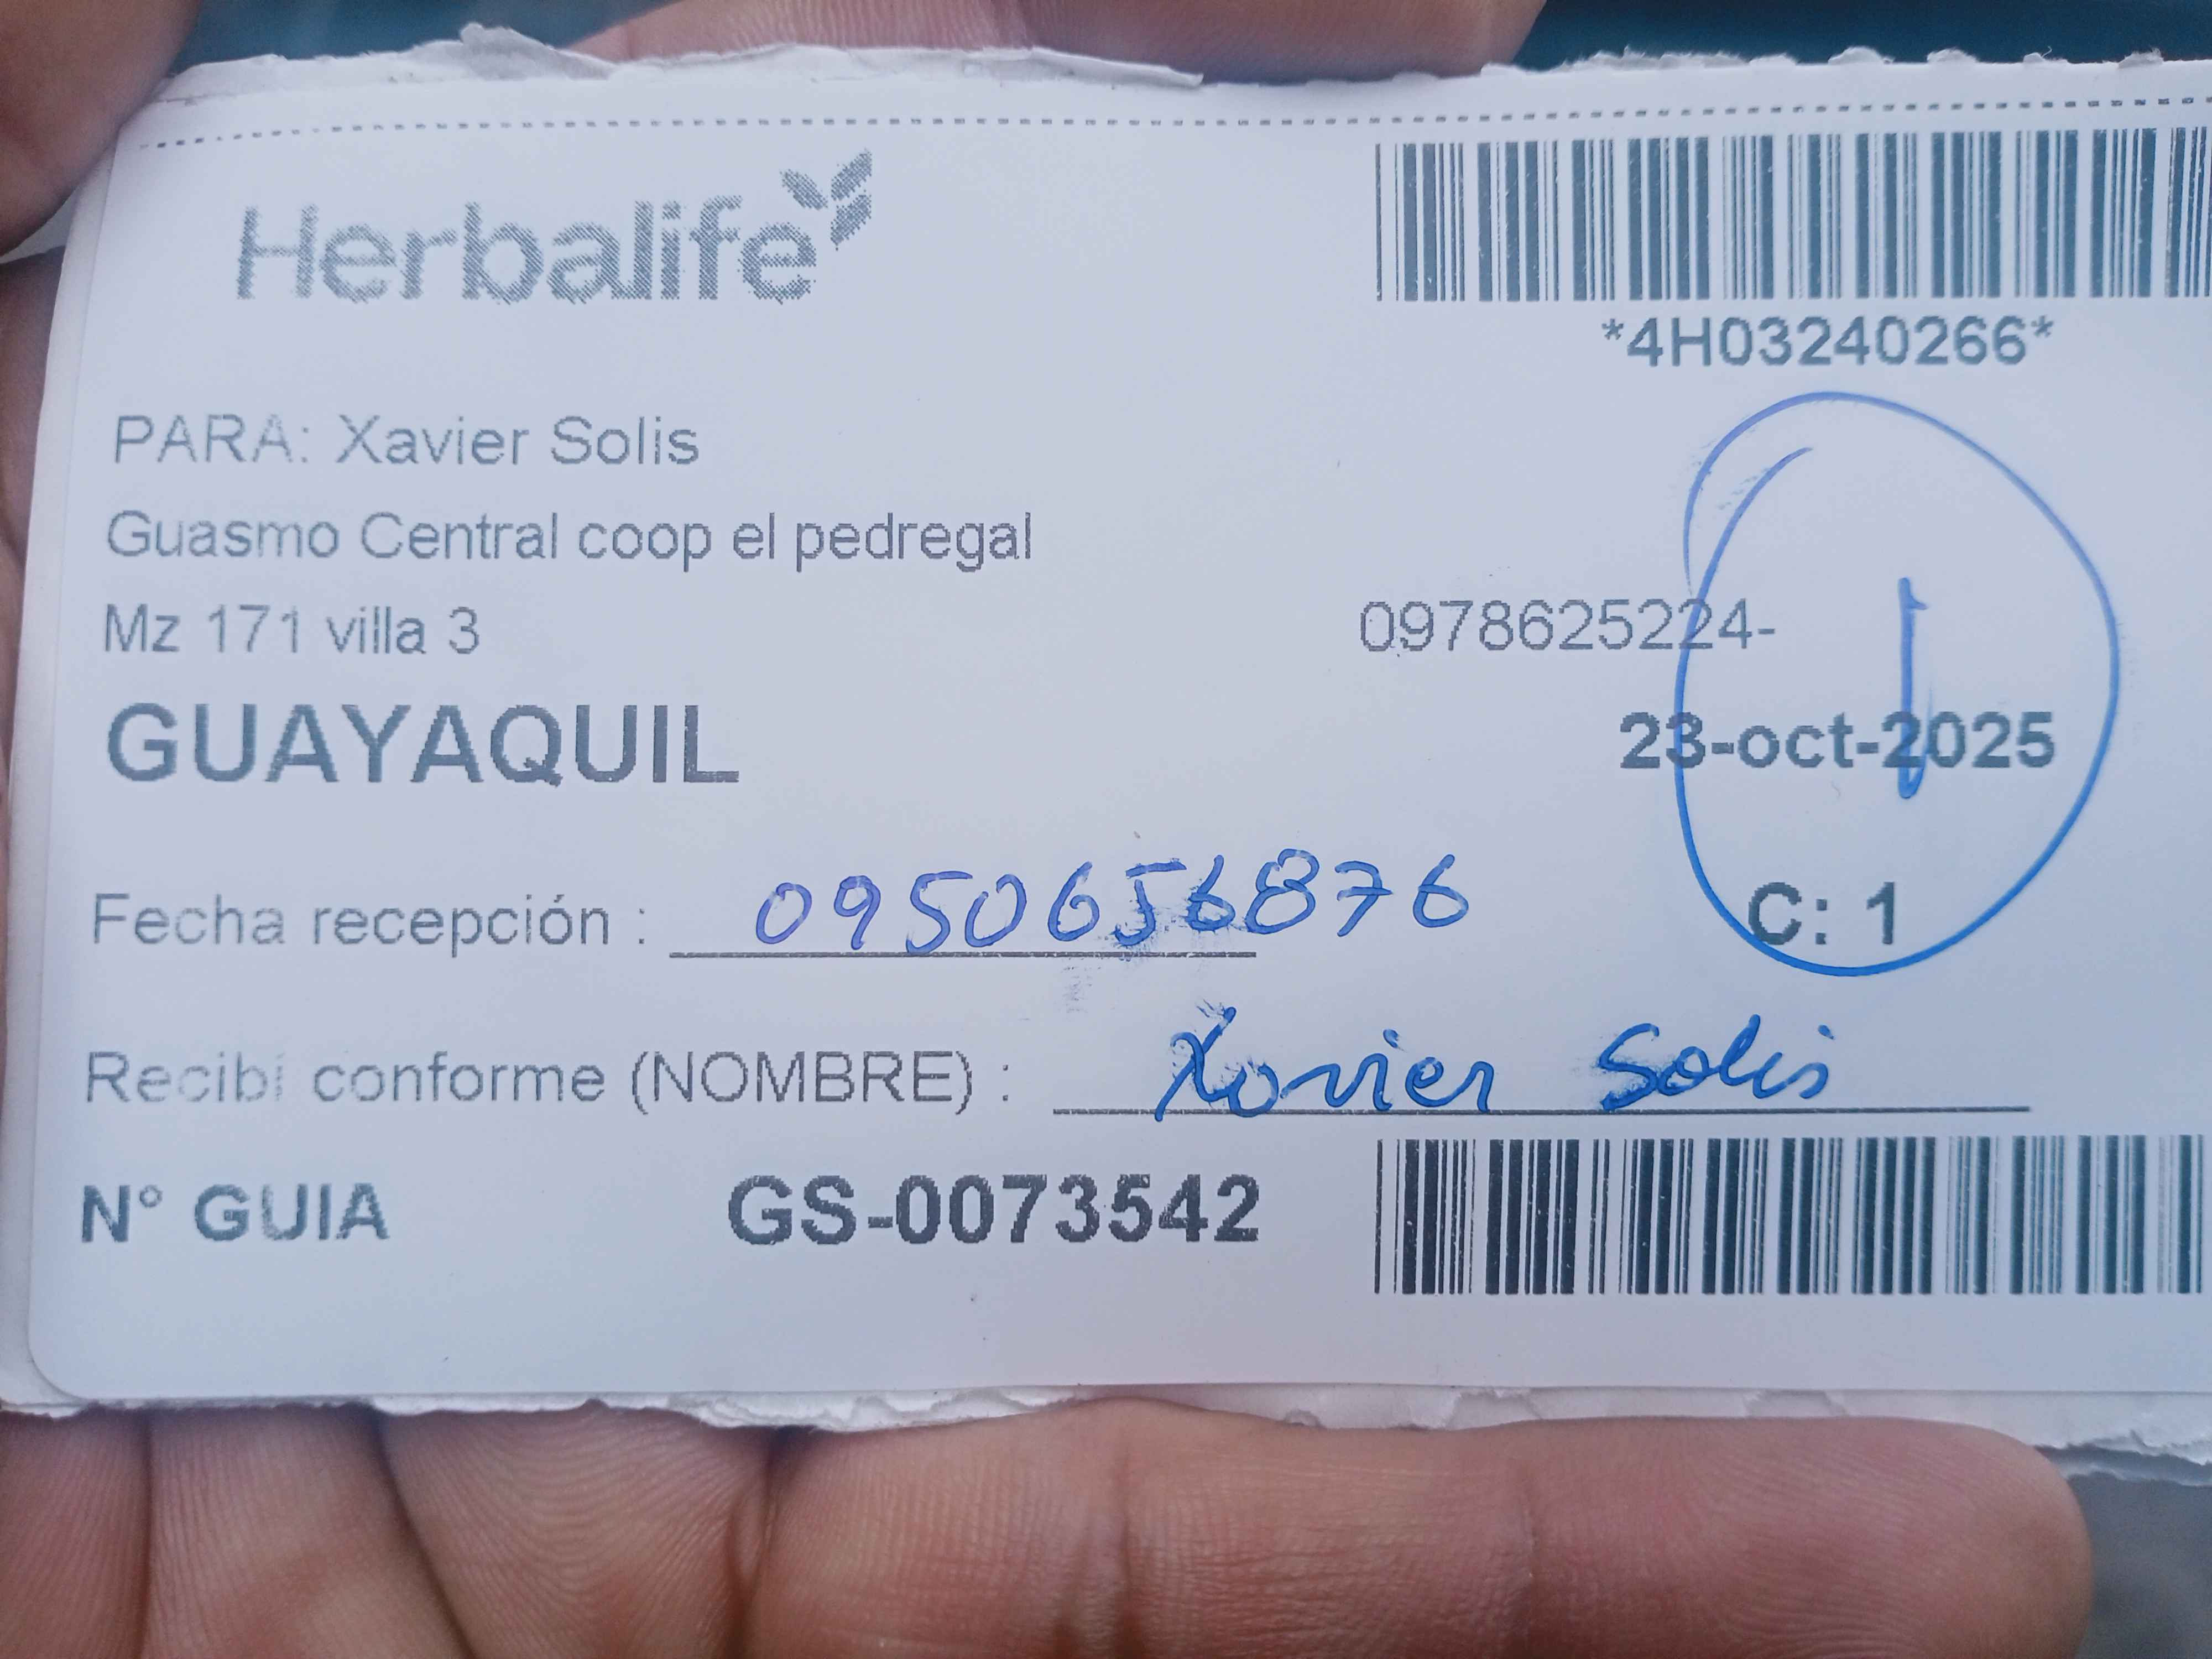 Herbalife
*4H03240266*
PARA: Xavier Solis
Guasmo Central coop el pedregal
Mz 171 villa 3 0978625224-
GUAYAQUIL 23-oct-2025
1
Fecha recepción : 0950656876 C: 1
Recibi conforme (NOMBRE) : Xavier Solis
N° GUIA GS-0073542